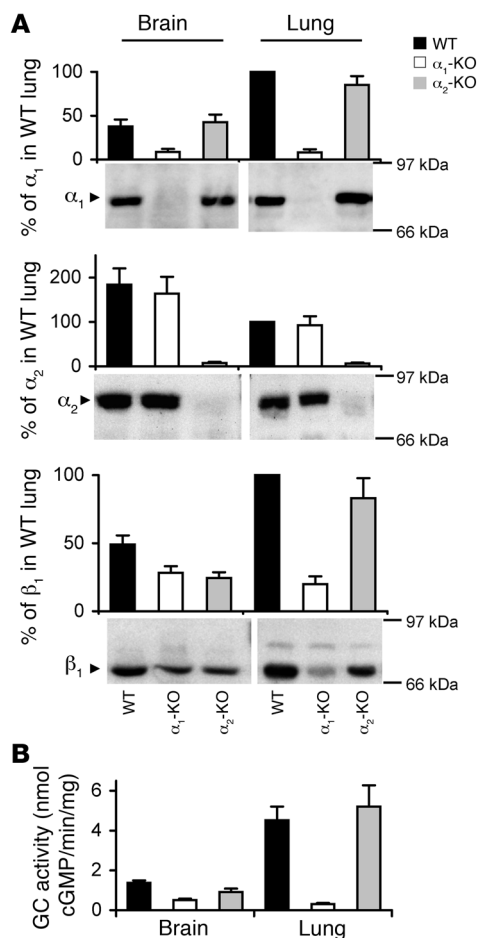 A
Brain Lung
WT
α1-KO
α2-KO
% of α1 in WT lung
100
50
0
α1
97 kDa
66 kDa
% of α2 in WT lung
200
100
0
α2
97 kDa
66 kDa
% of β1 in WT lung
100
50
0
β1
97 kDa
66 kDa
WT α1-KO α2-KO WT α1-KO α2-KO
B
GC activity (nmol
cGMP/min/mg)
6
4
2
0
Brain Lung